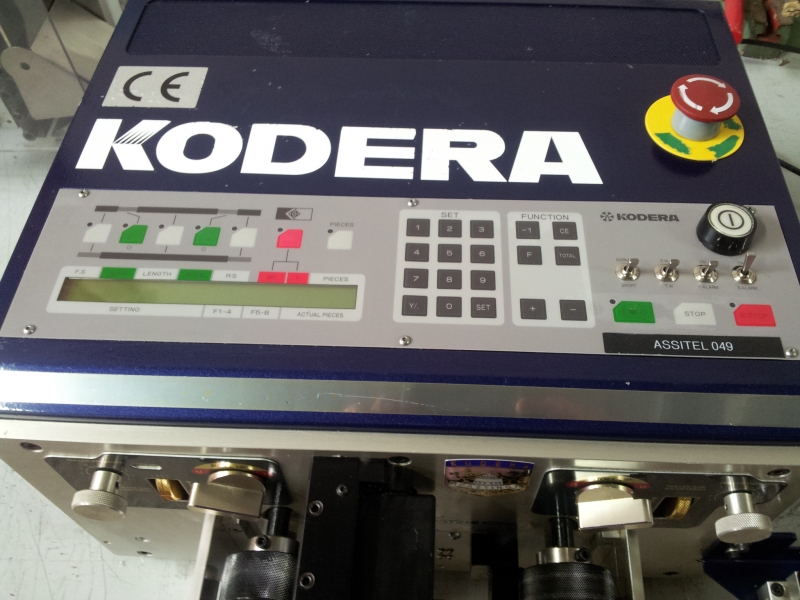 CE
KODERA
PIECES
SET
FUNCTION
KODERA
1 2 3
-1 CE
4 5 6
F TOTAL
7 8 9
Y/ 0 SET
+ -
F.S LENGTH R.S PIECES
SETTING F1-4 F5-8 ACTUAL PIECES
STOP
ASSITEL 049